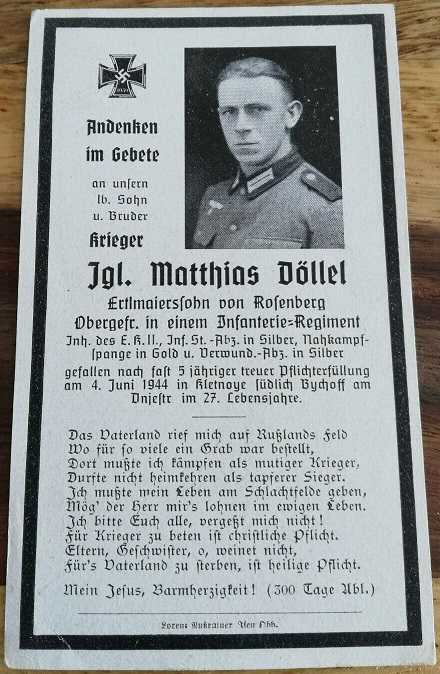 1939
Andenken
im Gebete
an unsern
lb. Sohn
u. Bruder
Krieger
Jgl. Matthias Döllel
Ertlmaierssohn von Rosenberg
Obergefr. in einem Infanterie-Regiment
Inh. des E.K.II., Inf.St.-Abz. in Silber, Nahkampf-
spange in Gold u. Verwund.-Abz. in Silber
gefallen nach fast 5 jähriger treuer Pflichterfüllung
am 4. Juni 1944 in Kletnoye südlich Bychoff am
Dnjestr im 27. Lebensjahre.
Das Vaterland rief mich auf Rußlands Feld
Wo für so viele ein Grab war bestellt,
Dort mußte ich kämpfen als mutiger Krieger,
Durfte nicht heimkehren als tapferer Sieger.
Ich mußte mein Leben am Schlachtfelde geben,
Mög' der Herr mir's lohnen im ewigen Leben.
Ich bitte Euch alle, vergeßt mich nicht!
Für Krieger zu beten ist christliche Pflicht.
Eltern, Geschwister, o, weinet nicht,
Für's Vaterland zu sterben, ist heilige Pflicht.
Mein Jesus, Barmherzigkeit! (300 Tage Abl.)
Lorenz